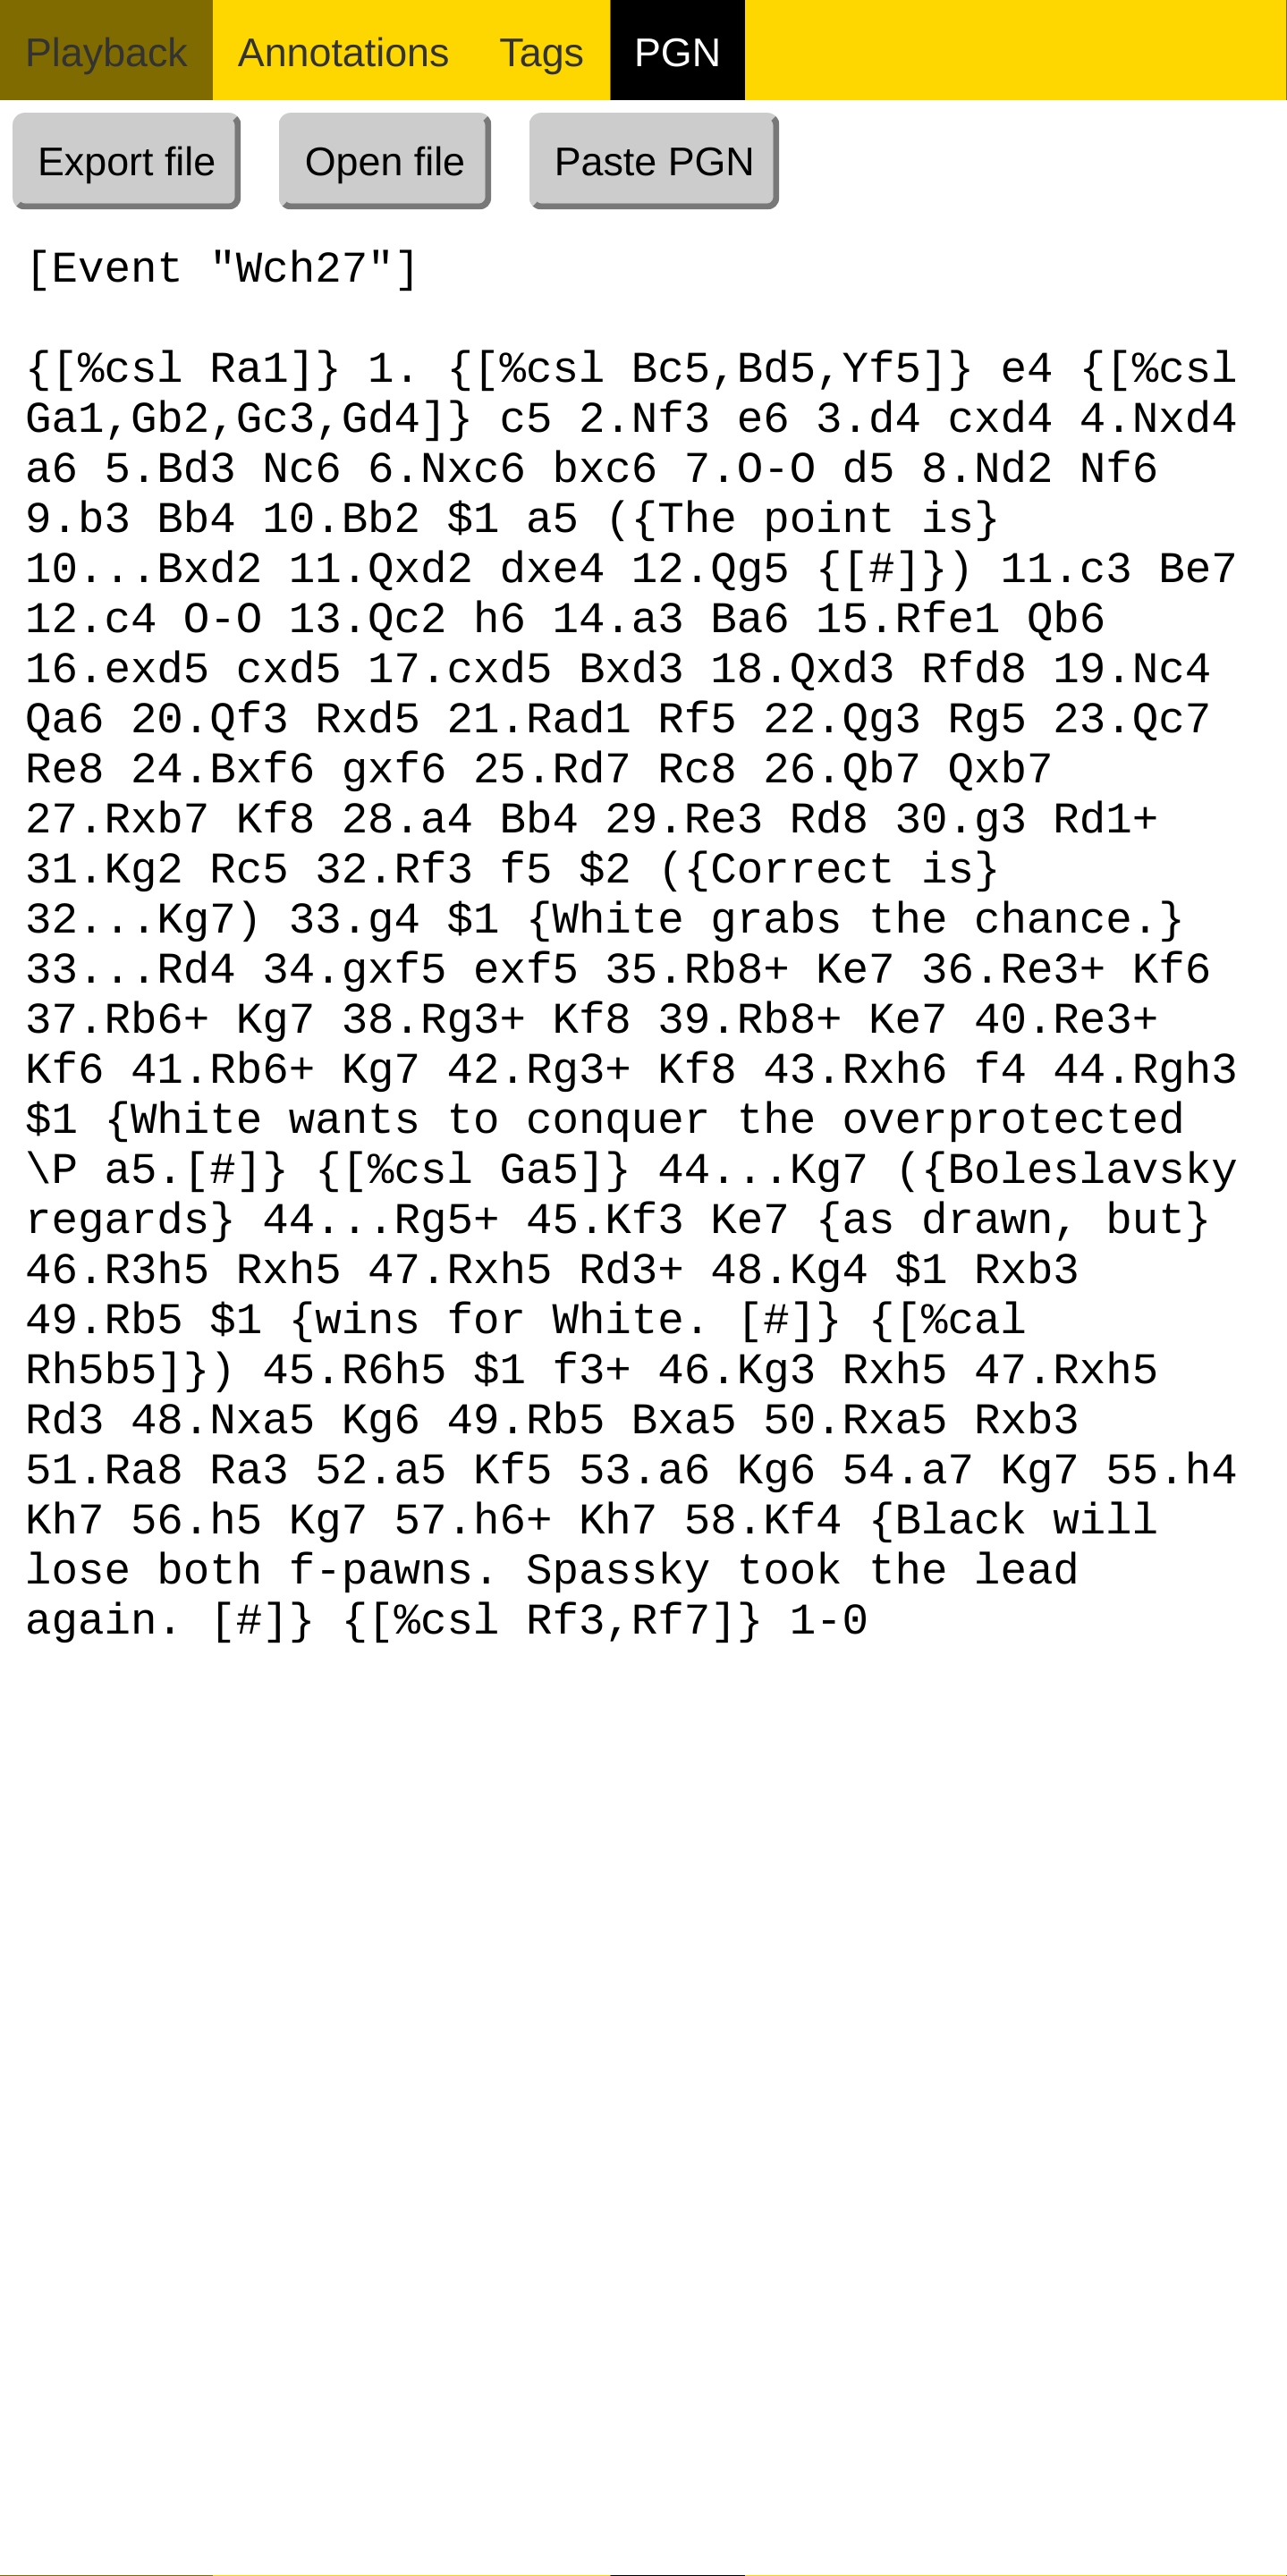 Playback Annotations Tags PGN
Export file Open file Paste PGN
[Event "Wch27"]
{[%csl Ra1]} 1. {[%csl Bc5,Bd5,Yf5]} e4 {[%csl
Ga1,Gb2,Gc3,Gd4]} c5 2.Nf3 e6 3.d4 cxd4 4.Nxd4
a6 5.Bd3 Nc6 6.Nxc6 bxc6 7.O-O d5 8.Nd2 Nf6
9.b3 Bb4 10.Bb2 $1 a5 ({The point is}
10...Bxd2 11.Qxd2 dxe4 12.Qg5 {[#]}) 11.c3 Be7
12.c4 O-O 13.Qc2 h6 14.a3 Ba6 15.Rfe1 Qb6
16.exd5 cxd5 17.cxd5 Bxd3 18.Qxd3 Rfd8 19.Nc4
Qa6 20.Qf3 Rxd5 21.Rad1 Rf5 22.Qg3 Rg5 23.Qc7
Re8 24.Bxf6 gxf6 25.Rd7 Rc8 26.Qb7 Qxb7
27.Rxb7 Kf8 28.a4 Bb4 29.Re3 Rd8 30.g3 Rd1+
31.Kg2 Rc5 32.Rf3 f5 $2 ({Correct is}
32...Kg7) 33.g4 $1 {White grabs the chance.}
33...Rd4 34.gxf5 exf5 35.Rb8+ Ke7 36.Re3+ Kf6
37.Rb6+ Kg7 38.Rg3+ Kf8 39.Rb8+ Ke7 40.Re3+
Kf6 41.Rb6+ Kg7 42.Rg3+ Kf8 43.Rxh6 f4 44.Rgh3
$1 {White wants to conquer the overprotected
\P a5.[#]} {[%csl Ga5]} 44...Kg7 ({Boleslavsky
regards} 44...Rg5+ 45.Kf3 Ke7 {as drawn, but}
46.R3h5 Rxh5 47.Rxh5 Rd3+ 48.Kg4 $1 Rxb3
49.Rb5 $1 {wins for White. [#]} {[%cal
Rh5b5]}) 45.R6h5 $1 f3+ 46.Kg3 Rxh5 47.Rxh5
Rd3 48.Nxa5 Kg6 49.Rb5 Bxa5 50.Rxa5 Rxb3
51.Ra8 Ra3 52.a5 Kf5 53.a6 Kg6 54.a7 Kg7 55.h4
Kh7 56.h5 Kg7 57.h6+ Kh7 58.Kf4 {Black will
lose both f-pawns. Spassky took the lead
again. [#]} {[%csl Rf3,Rf7]} 1-0